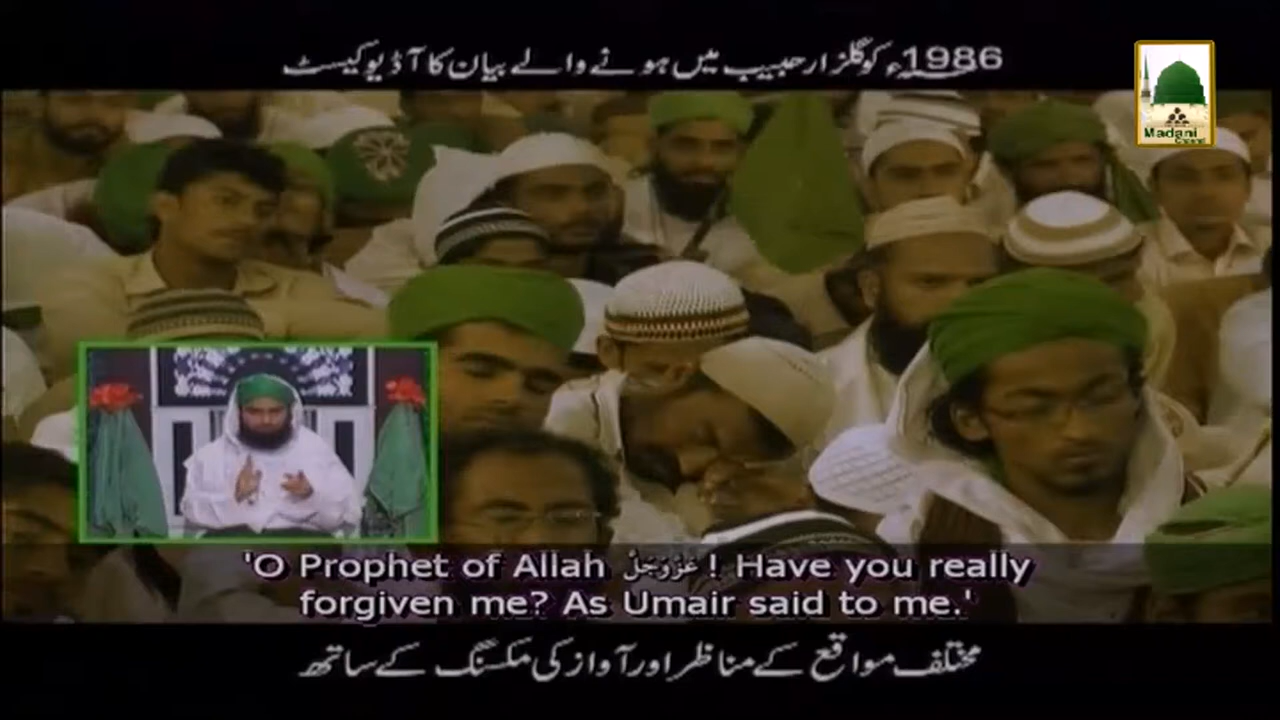 1986ء کو گلزار حبیب میں ہونے والے بیان کا آڈیو کیسٹ
Madani
Channel
'O Prophet of Allah عَزَّوَجَلَّ ! Have you really
forgiven me? As Umair said to me.'
مختلف مواقع کے مناظر اور آواز کی مکسنگ کے ساتھ